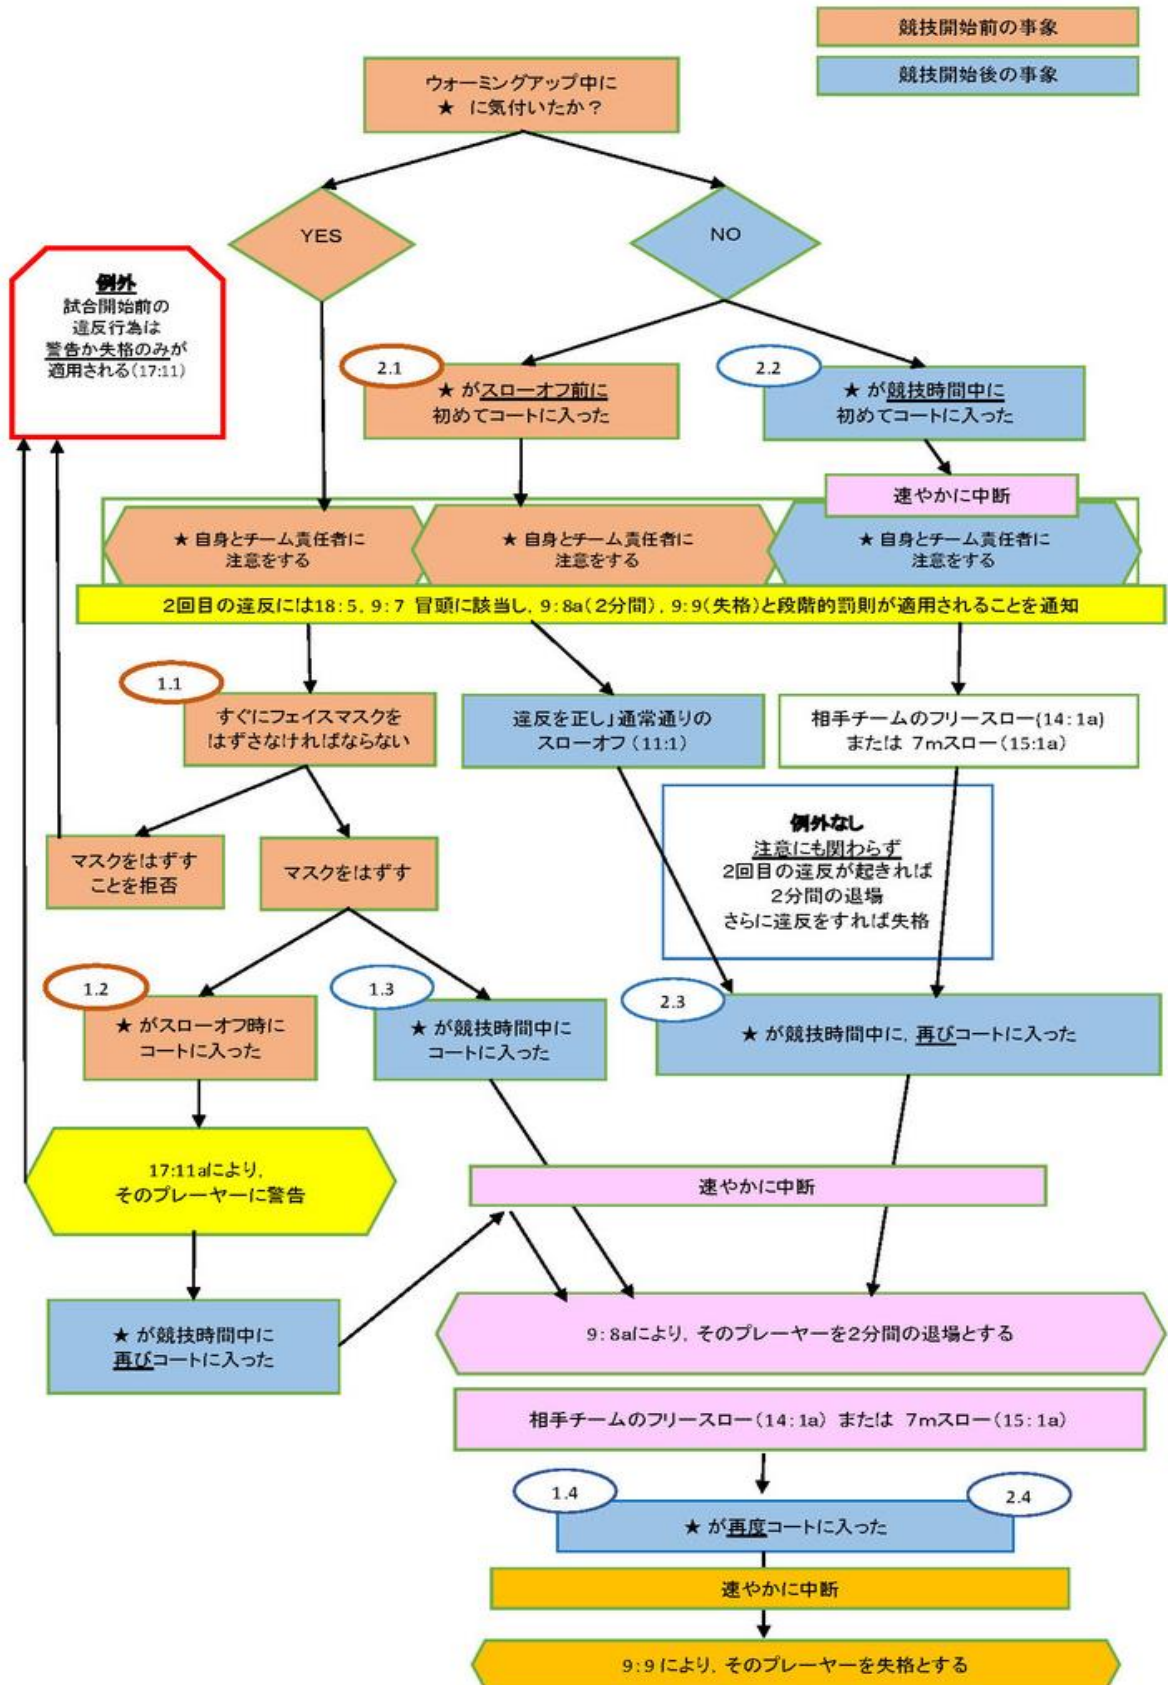 競技開始前の事象
競技開始後の事象
ウォーミングアップ中に
★ に気付いたか？
YES
NO
例外
試合開始前の
違反行為は
警告か失格のみが
適用される(17:11)
2.1
★ がスローオフ前に
初めてコートに入った
2.2
★ が競技時間中に
初めてコートに入った
速やかに中断
★ 自身とチーム責任者に
注意をする
★ 自身とチーム責任者に
注意をする
★ 自身とチーム責任者に
注意をする
2回目の違反には18：5，9：7 冒頭に該当し，9：8a(2分間)，9：9(失格)と段階的罰則が適用されることを通知
1.1
すぐにフェイスマスクを
はずさなければならない
違反を正し」通常通りの
スローオフ (11:1)
相手チームのフリースロー(14：1a)
または 7mスロー(15:1a)
マスクをはずす
ことを拒否
マスクをはずす
例外なし
注意にも関わらず
2回目の違反が起きれば
2分間の退場
さらに違反をすれば失格
1.2
★ がスローオフ時に
コートに入った
1.3
★ が競技時間中に
コートに入った
2.3
★ が競技時間中に，再びコートに入った
17:11aにより，
そのプレーヤーに警告
速やかに中断
★ が競技時間中に
再びコートに入った
9：8aにより，そのプレーヤーを2分間の退場とする
相手チームのフリースロー(14：1a) または 7mスロー(15：1a)
1.4
2.4
★ が再度コートに入った
速やかに中断
9：9 により，そのプレーヤーを失格とする